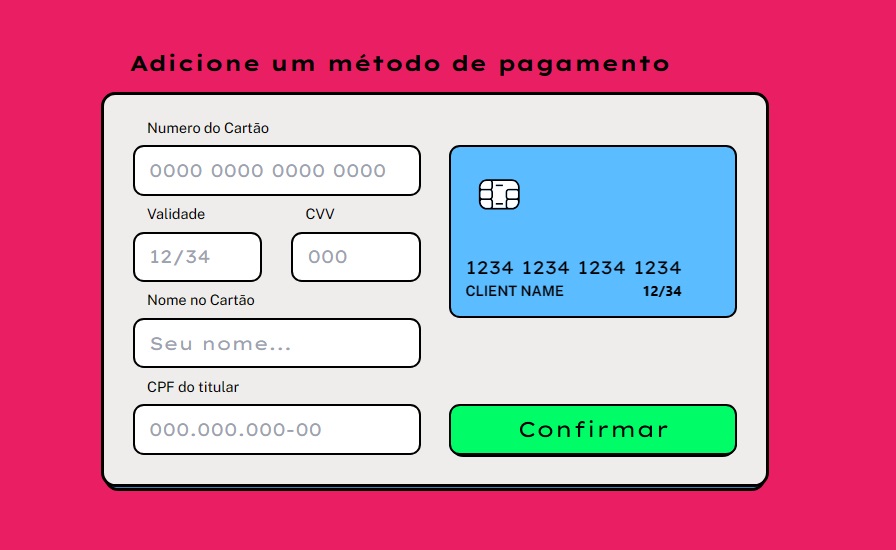 Adicione um método de pagamento
Numero do Cartão
0000 0000 0000 0000
Validade
CVV
12/34
000
Nome no Cartão
Seu nome...
CPF do titular
000.000.000-00
1234 1234 1234 1234
CLIENT NAME
12/34
Confirmar